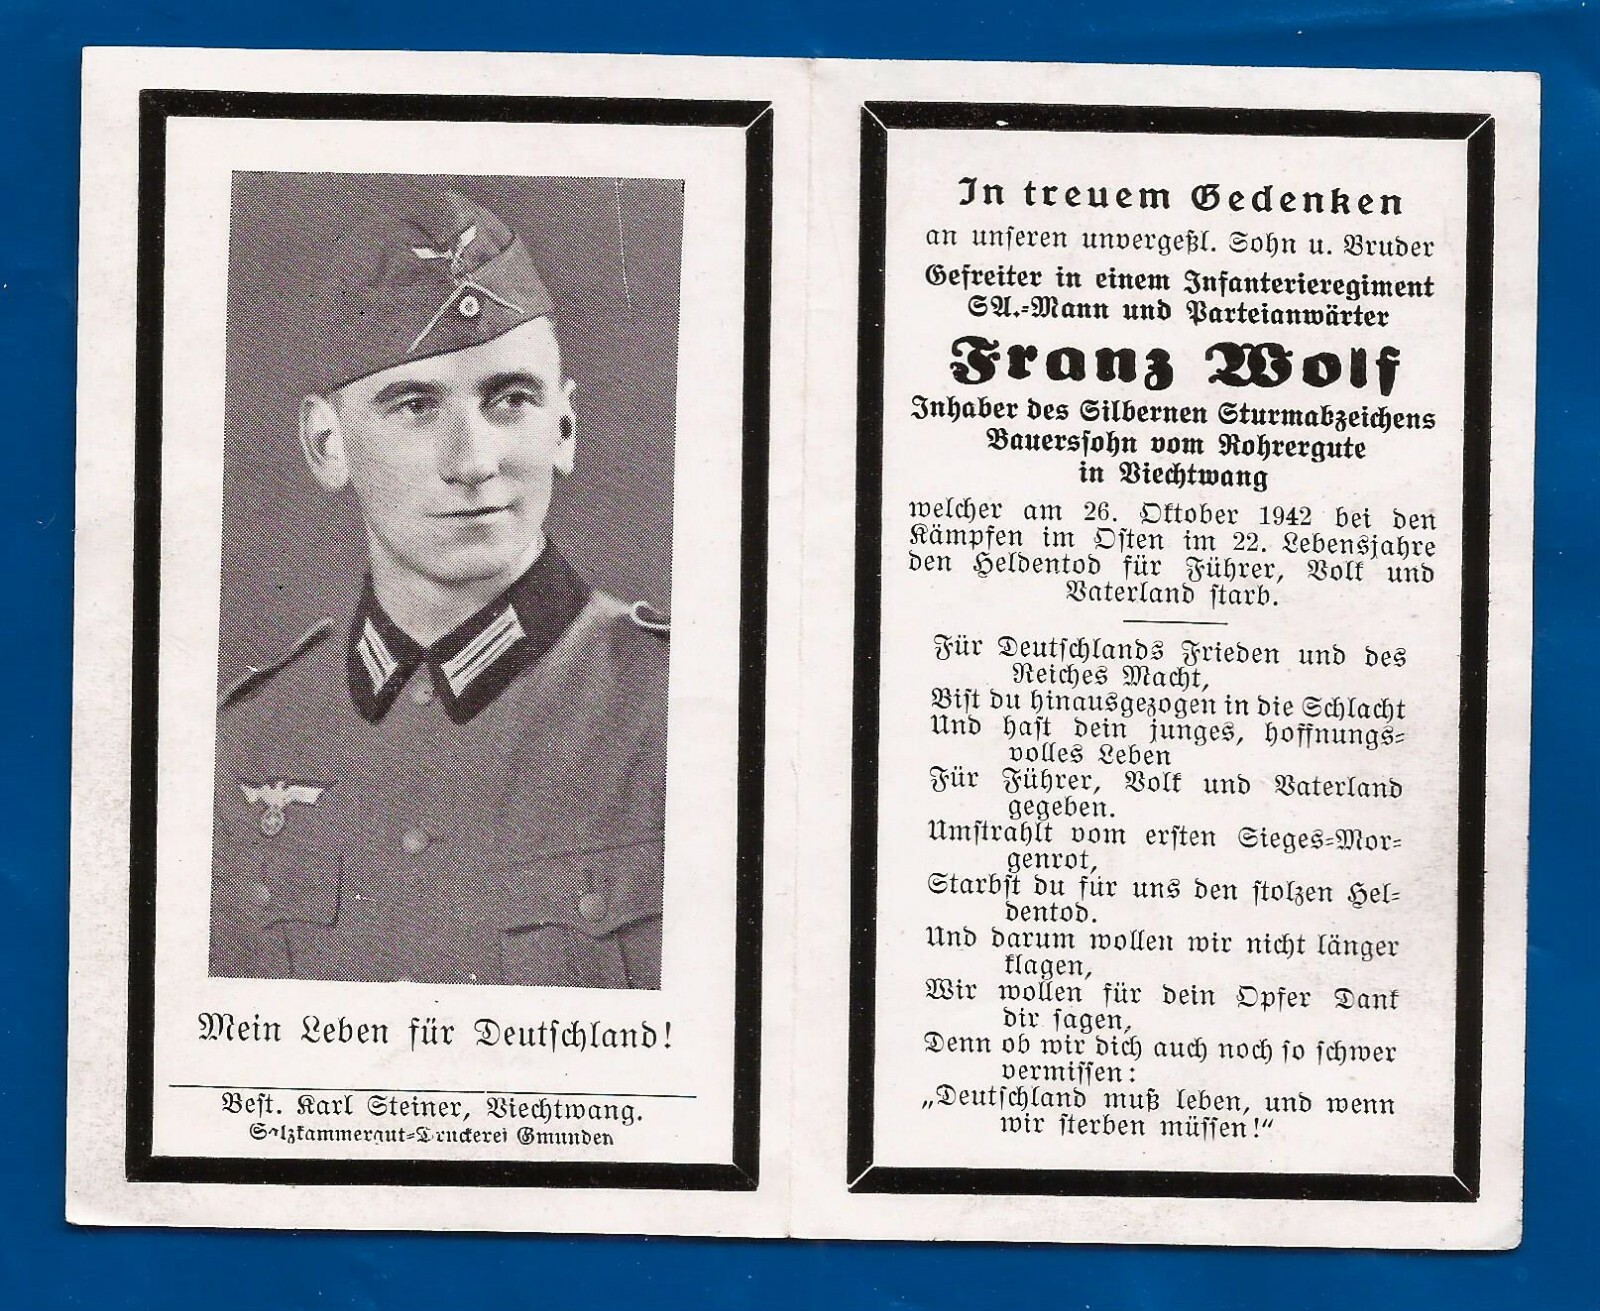 Mein Leben für Deutschland!
Best. Karl Steiner, Viechtwang.
Salzkammergut-Druckerei Gmunden
In treuem Gedenken
an unseren unvergeßl. Sohn u. Bruder
Gefreiter in einem Infanterieregiment
SA.-Mann und Parteianwärter
Franz Wolf
Inhaber des Silbernen Sturmabzeichens
Bauerssohn vom Rohrergute
in Viechtwang
welcher am 26. Oktober 1942 bei den
Kämpfen im Osten im 22. Lebensjahre
den Heldentod für Führer, Volk und
Vaterland starb.
Für Deutschlands Frieden und des
Reiches Macht,
Bist du hinausgezogen in die Schlacht
Und hast dein junges, hoffnungs-
volles Leben
Für Führer, Volk und Vaterland
gegeben.
Umstrahlt vom ersten Sieges-Mor-
genrot,
Starbst du für uns den stolzen Hel-
dentod.
Und darum wollen wir nicht länger
klagen,
Wir wollen für dein Opfer Dank
dir sagen,
Denn ob wir dich auch noch so schwer
vermissen:
„Deutschland muß leben, und wenn
wir sterben müssen!“